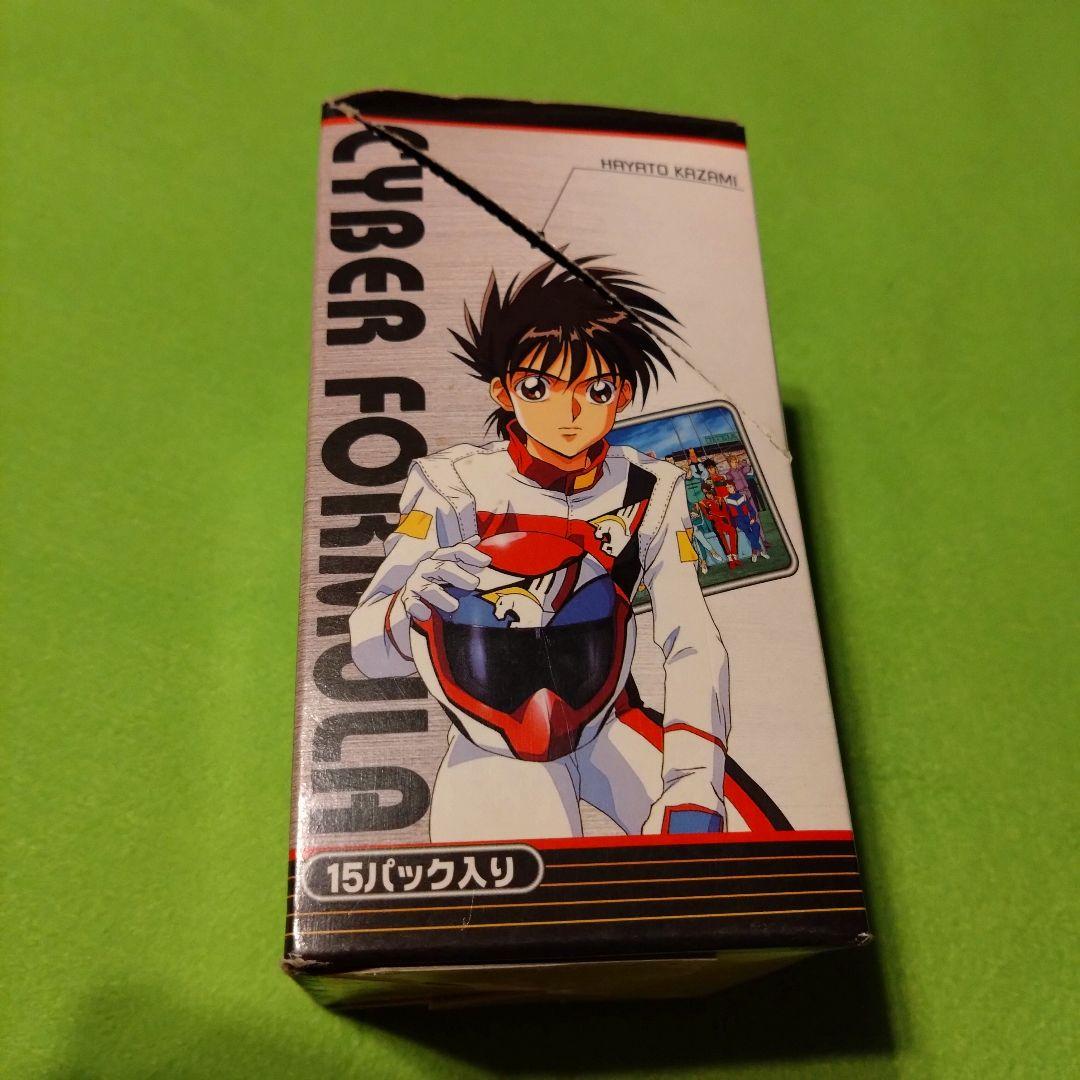 CYBER FORMULA
HAYATO KAZAMI
15パック入り